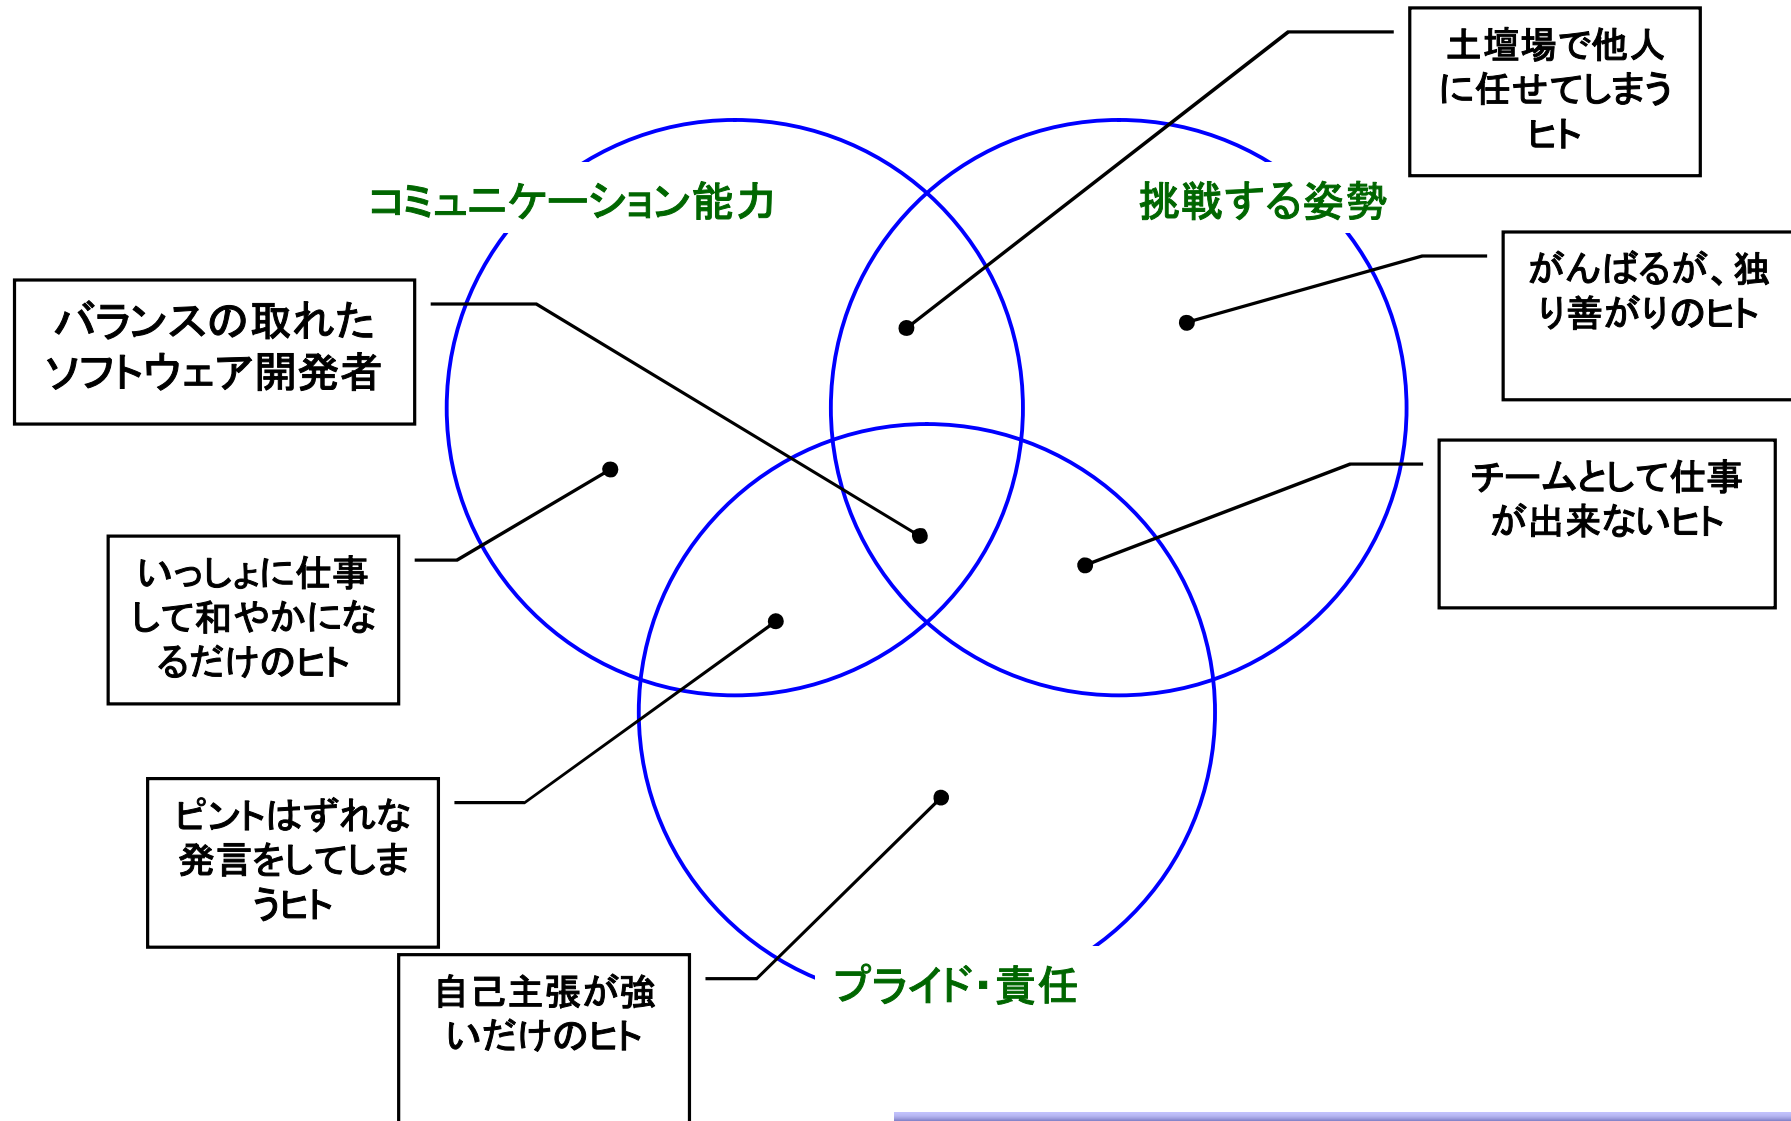 土壇場で他人
に任せてしまう
ヒト
コミュニケーション能力
挑戦する姿勢
がんばるが、独
り善がりのヒト
バランスの取れた
ソフトウェア開発者
チームとして仕事
が出来ないヒト
いっしょに仕事
して和やかにな
るだけのヒト
ピントはずれな
発言をしてしま
うヒト
自己主張が強
いだけのヒト
プライド・責任